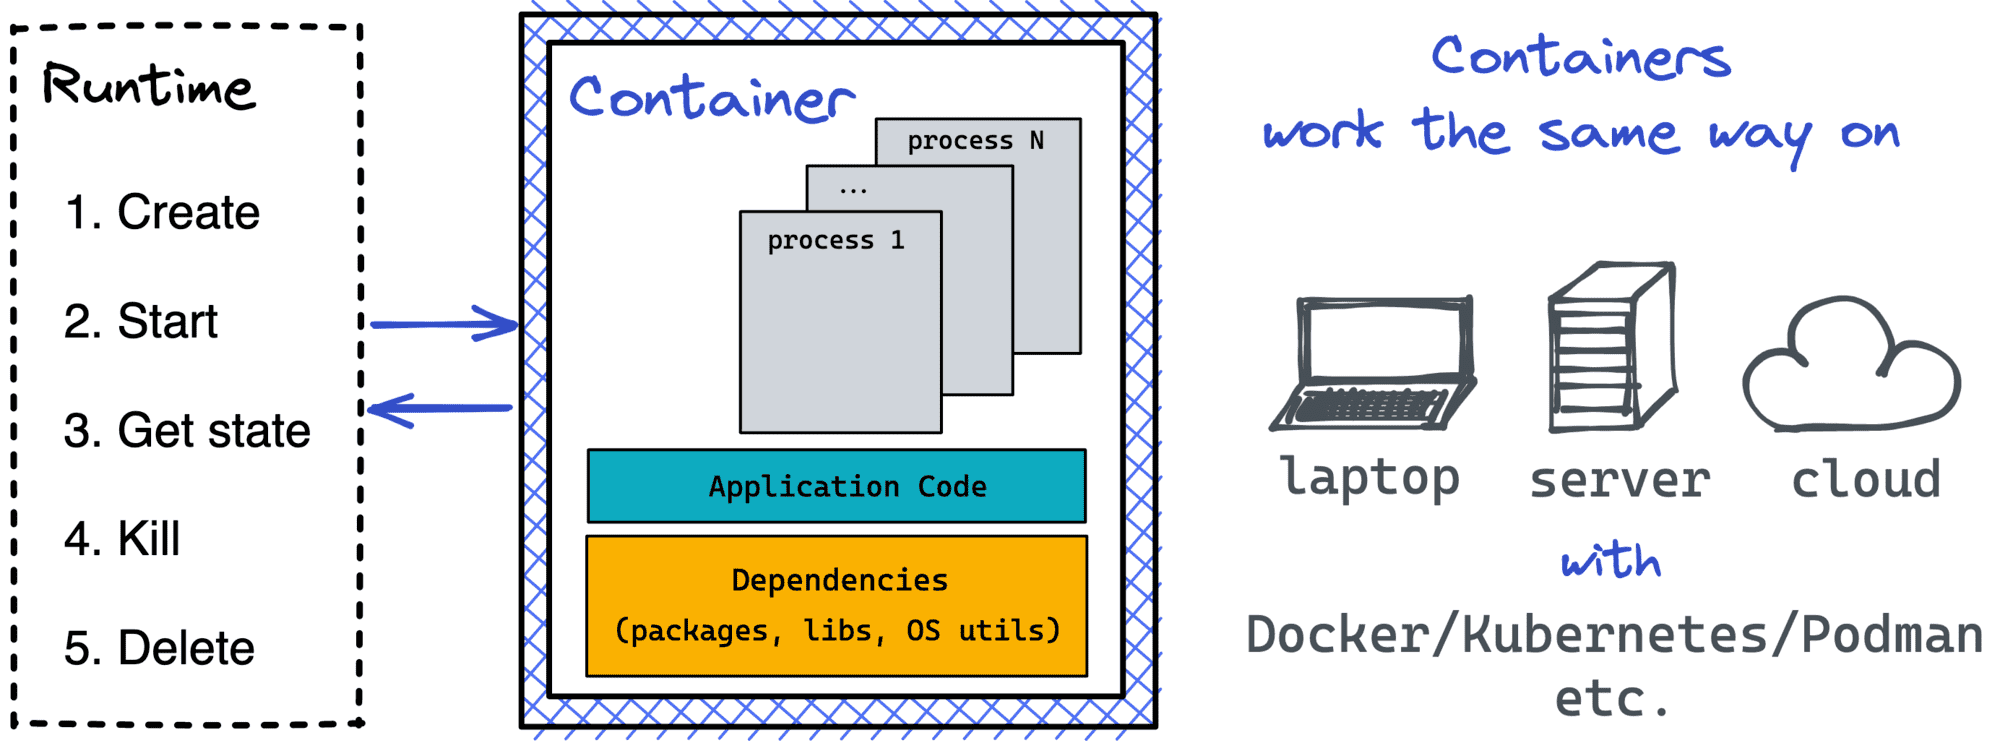 Runtime
1. Create
2. Start
3. Get state
4. Kill
5. Delete
Container
process N
...
process 1
Application Code
Dependencies
(packages, libs, OS utils)
Containers
work the same way on
laptop
server
cloud
with
Docker/Kubernetes/Podman
etc.